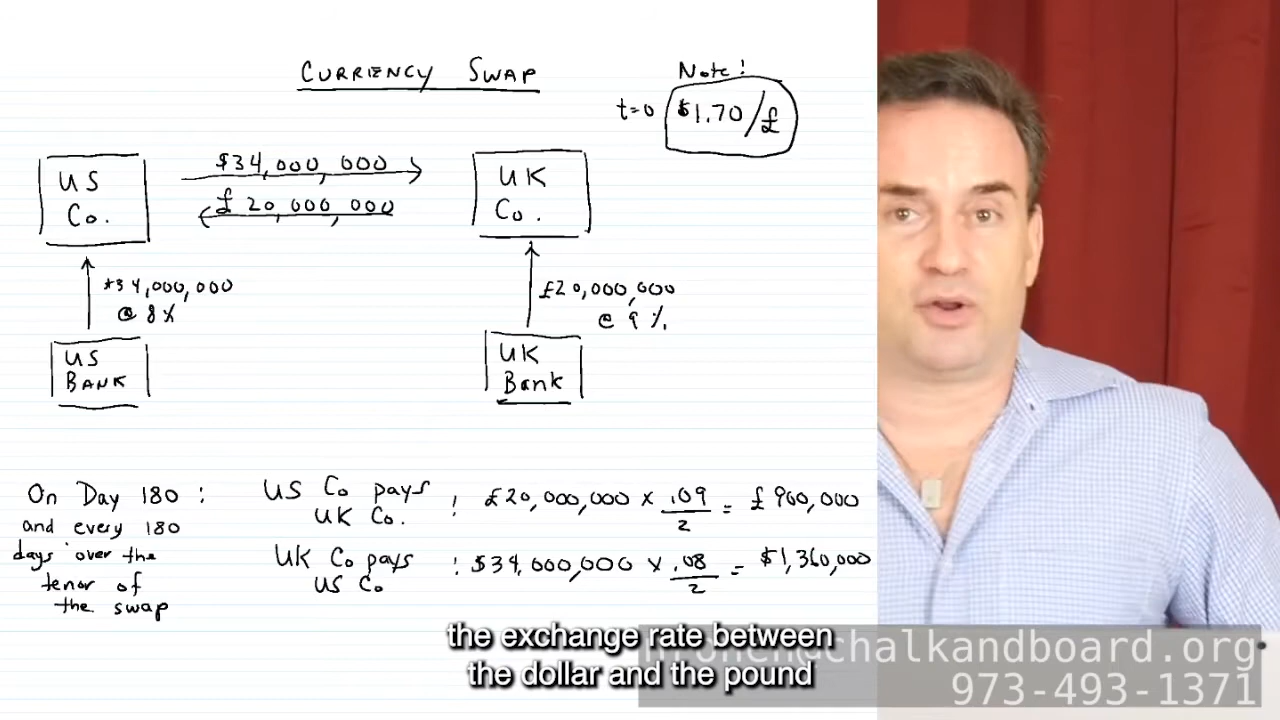 CURRENCY SWAP
Note!
t=0 $1.70/£
US
Co.
$34,000,000
£20,000,000
UK
Co.
$34,000,000
@ 8%
£20,000,000
@ 9%
US
BANK
UK
Bank
On Day 180 :
and every 180
days over the
tenor of
the swap
US Co pays
UK Co.
: £20,000,000 × .09/2 = £900,000
UK Co pays
US Co
: $34,000,000 × .08/2 = $1,360,000
the exchange rate between
the dollar and the pound
chalkandboard.org
973-493-1371